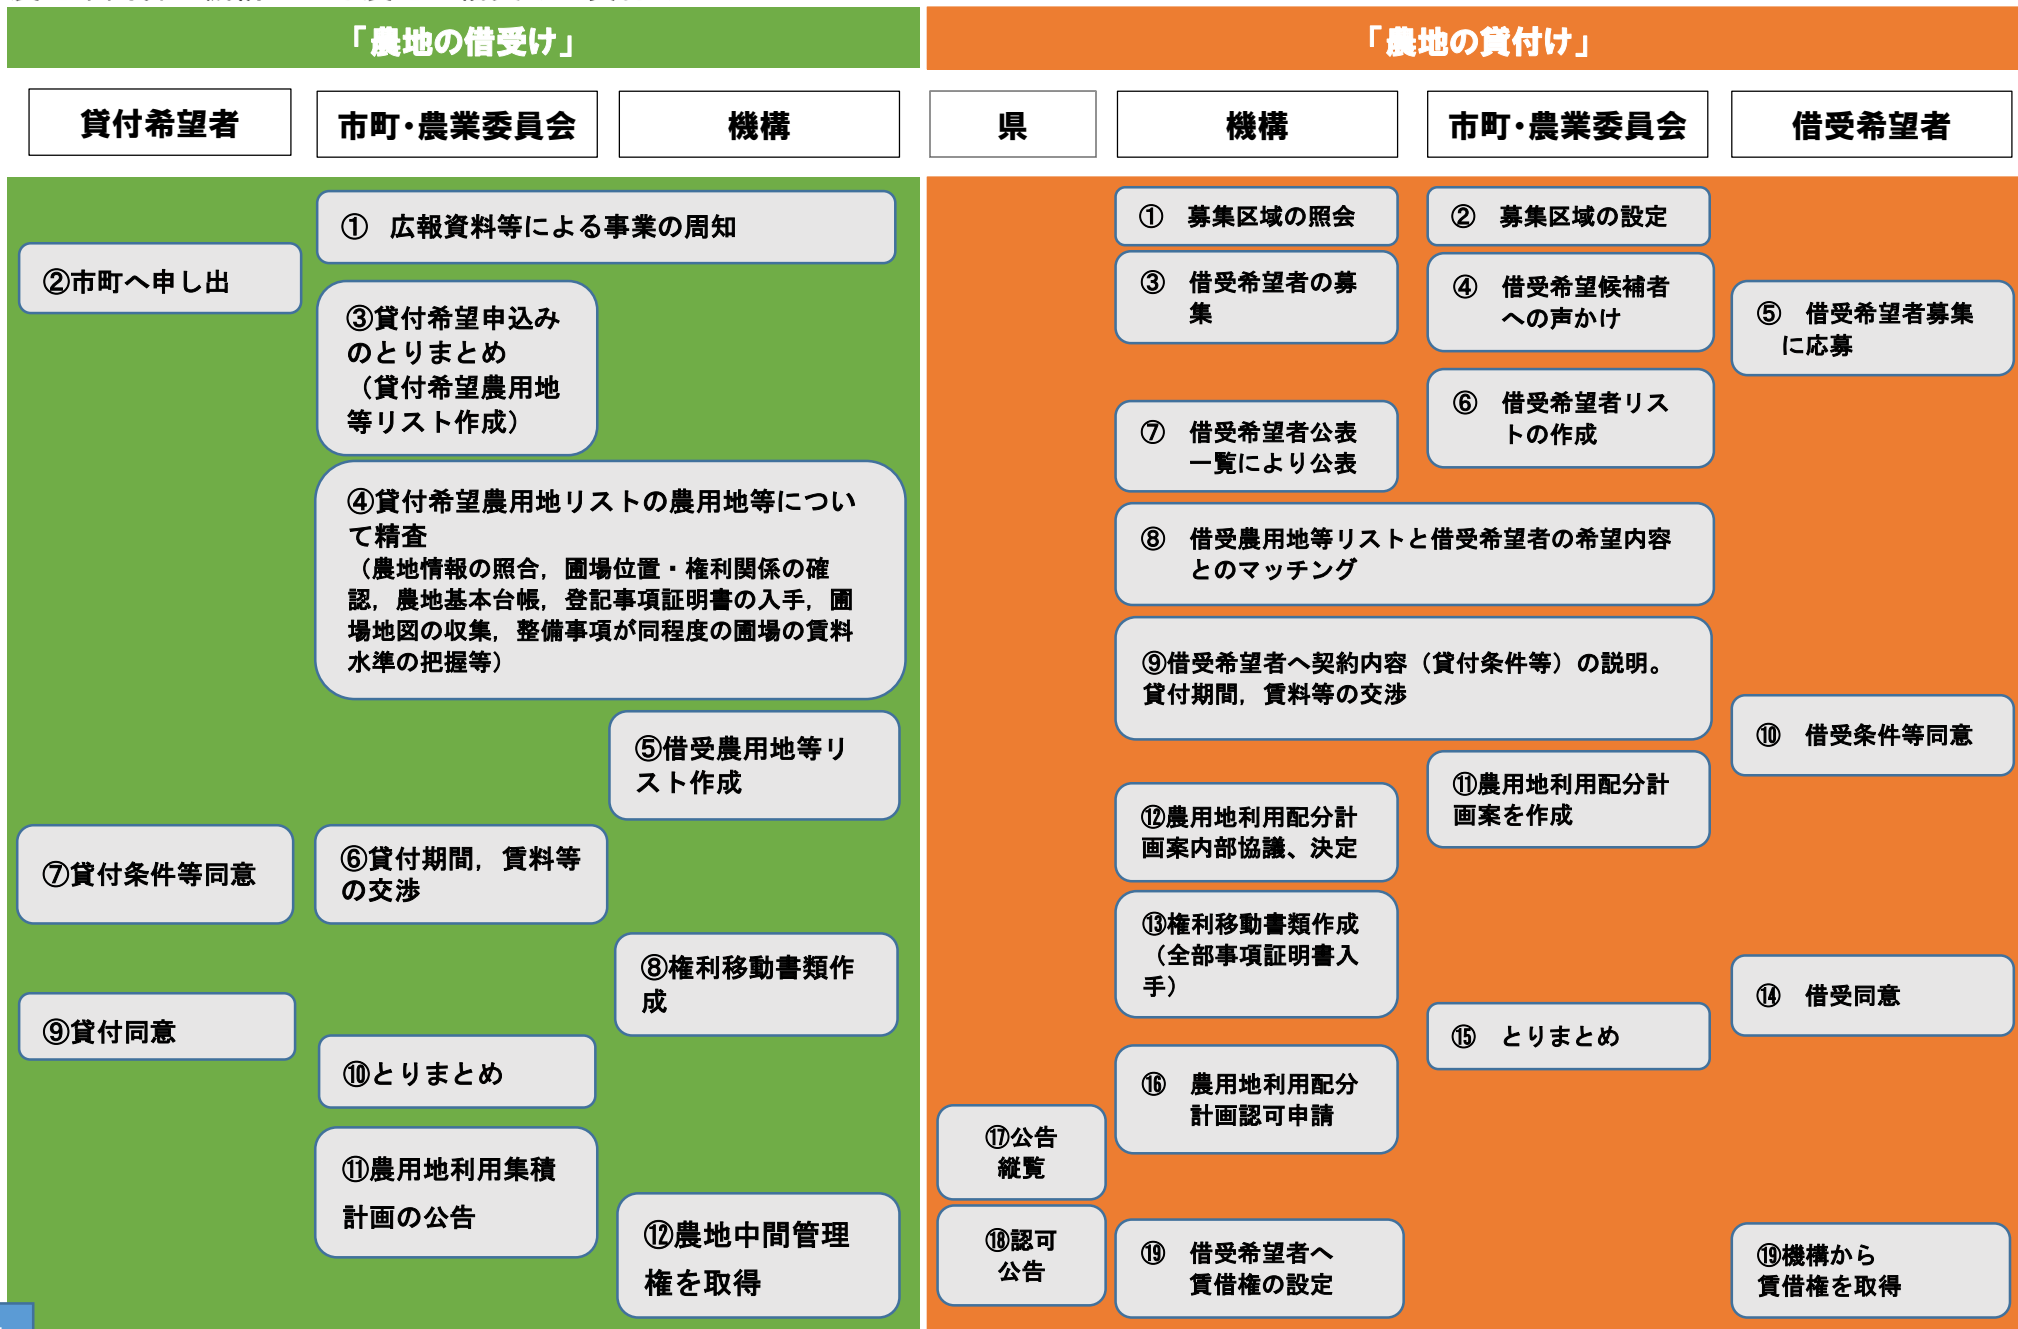 「農地の借受け」
貸付希望者
市町・農業委員会
機構
① 広報資料等による事業の周知
②市町へ申し出
③貸付希望申込み
のとりまとめ
（貸付希望農用地
等リスト作成）
④貸付希望農用地リストの農用地等につい
て精査
（農地情報の照合，圃場位置・権利関係の確
認，農地基本台帳，登記事項証明書の入手，圃
場地図の収集，整備事項が同程度の圃場の賃料
水準の把握等）
⑤借受農用地等リ
スト作成
⑥貸付期間，賃料等
の交渉
⑦貸付条件等同意
⑧権利移動書類作
成
⑨貸付同意
⑩とりまとめ
⑪農用地利用集積
計画の公告
⑫農地中間管理
権を取得
「農地の貸付け」
県
機構
市町・農業委員会
借受希望者
① 募集区域の照会
② 募集区域の設定
③ 借受希望者の募
集
④ 借受希望候補者
への声かけ
⑤ 借受希望者募集
に応募
⑥ 借受希望者リス
トの作成
⑦ 借受希望者公表
一覧により公表
⑧ 借受農用地等リストと借受希望者の希望内容
とのマッチング
⑨借受希望者へ契約内容（貸付条件等）の説明。
貸付期間，賃料等の交渉
⑩ 借受条件等同意
⑪農用地利用配分計
画案を作成
⑫農用地利用配分計
画案内部協議、決定
⑬権利移動書類作成
（全部事項証明書入
手）
⑭ 借受同意
⑮ とりまとめ
⑯ 農用地利用配分
計画認可申請
⑰公告
縦覧
⑱認可
公告
⑲ 借受希望者へ
賃借権の設定
⑲機構から
賃借権を取得